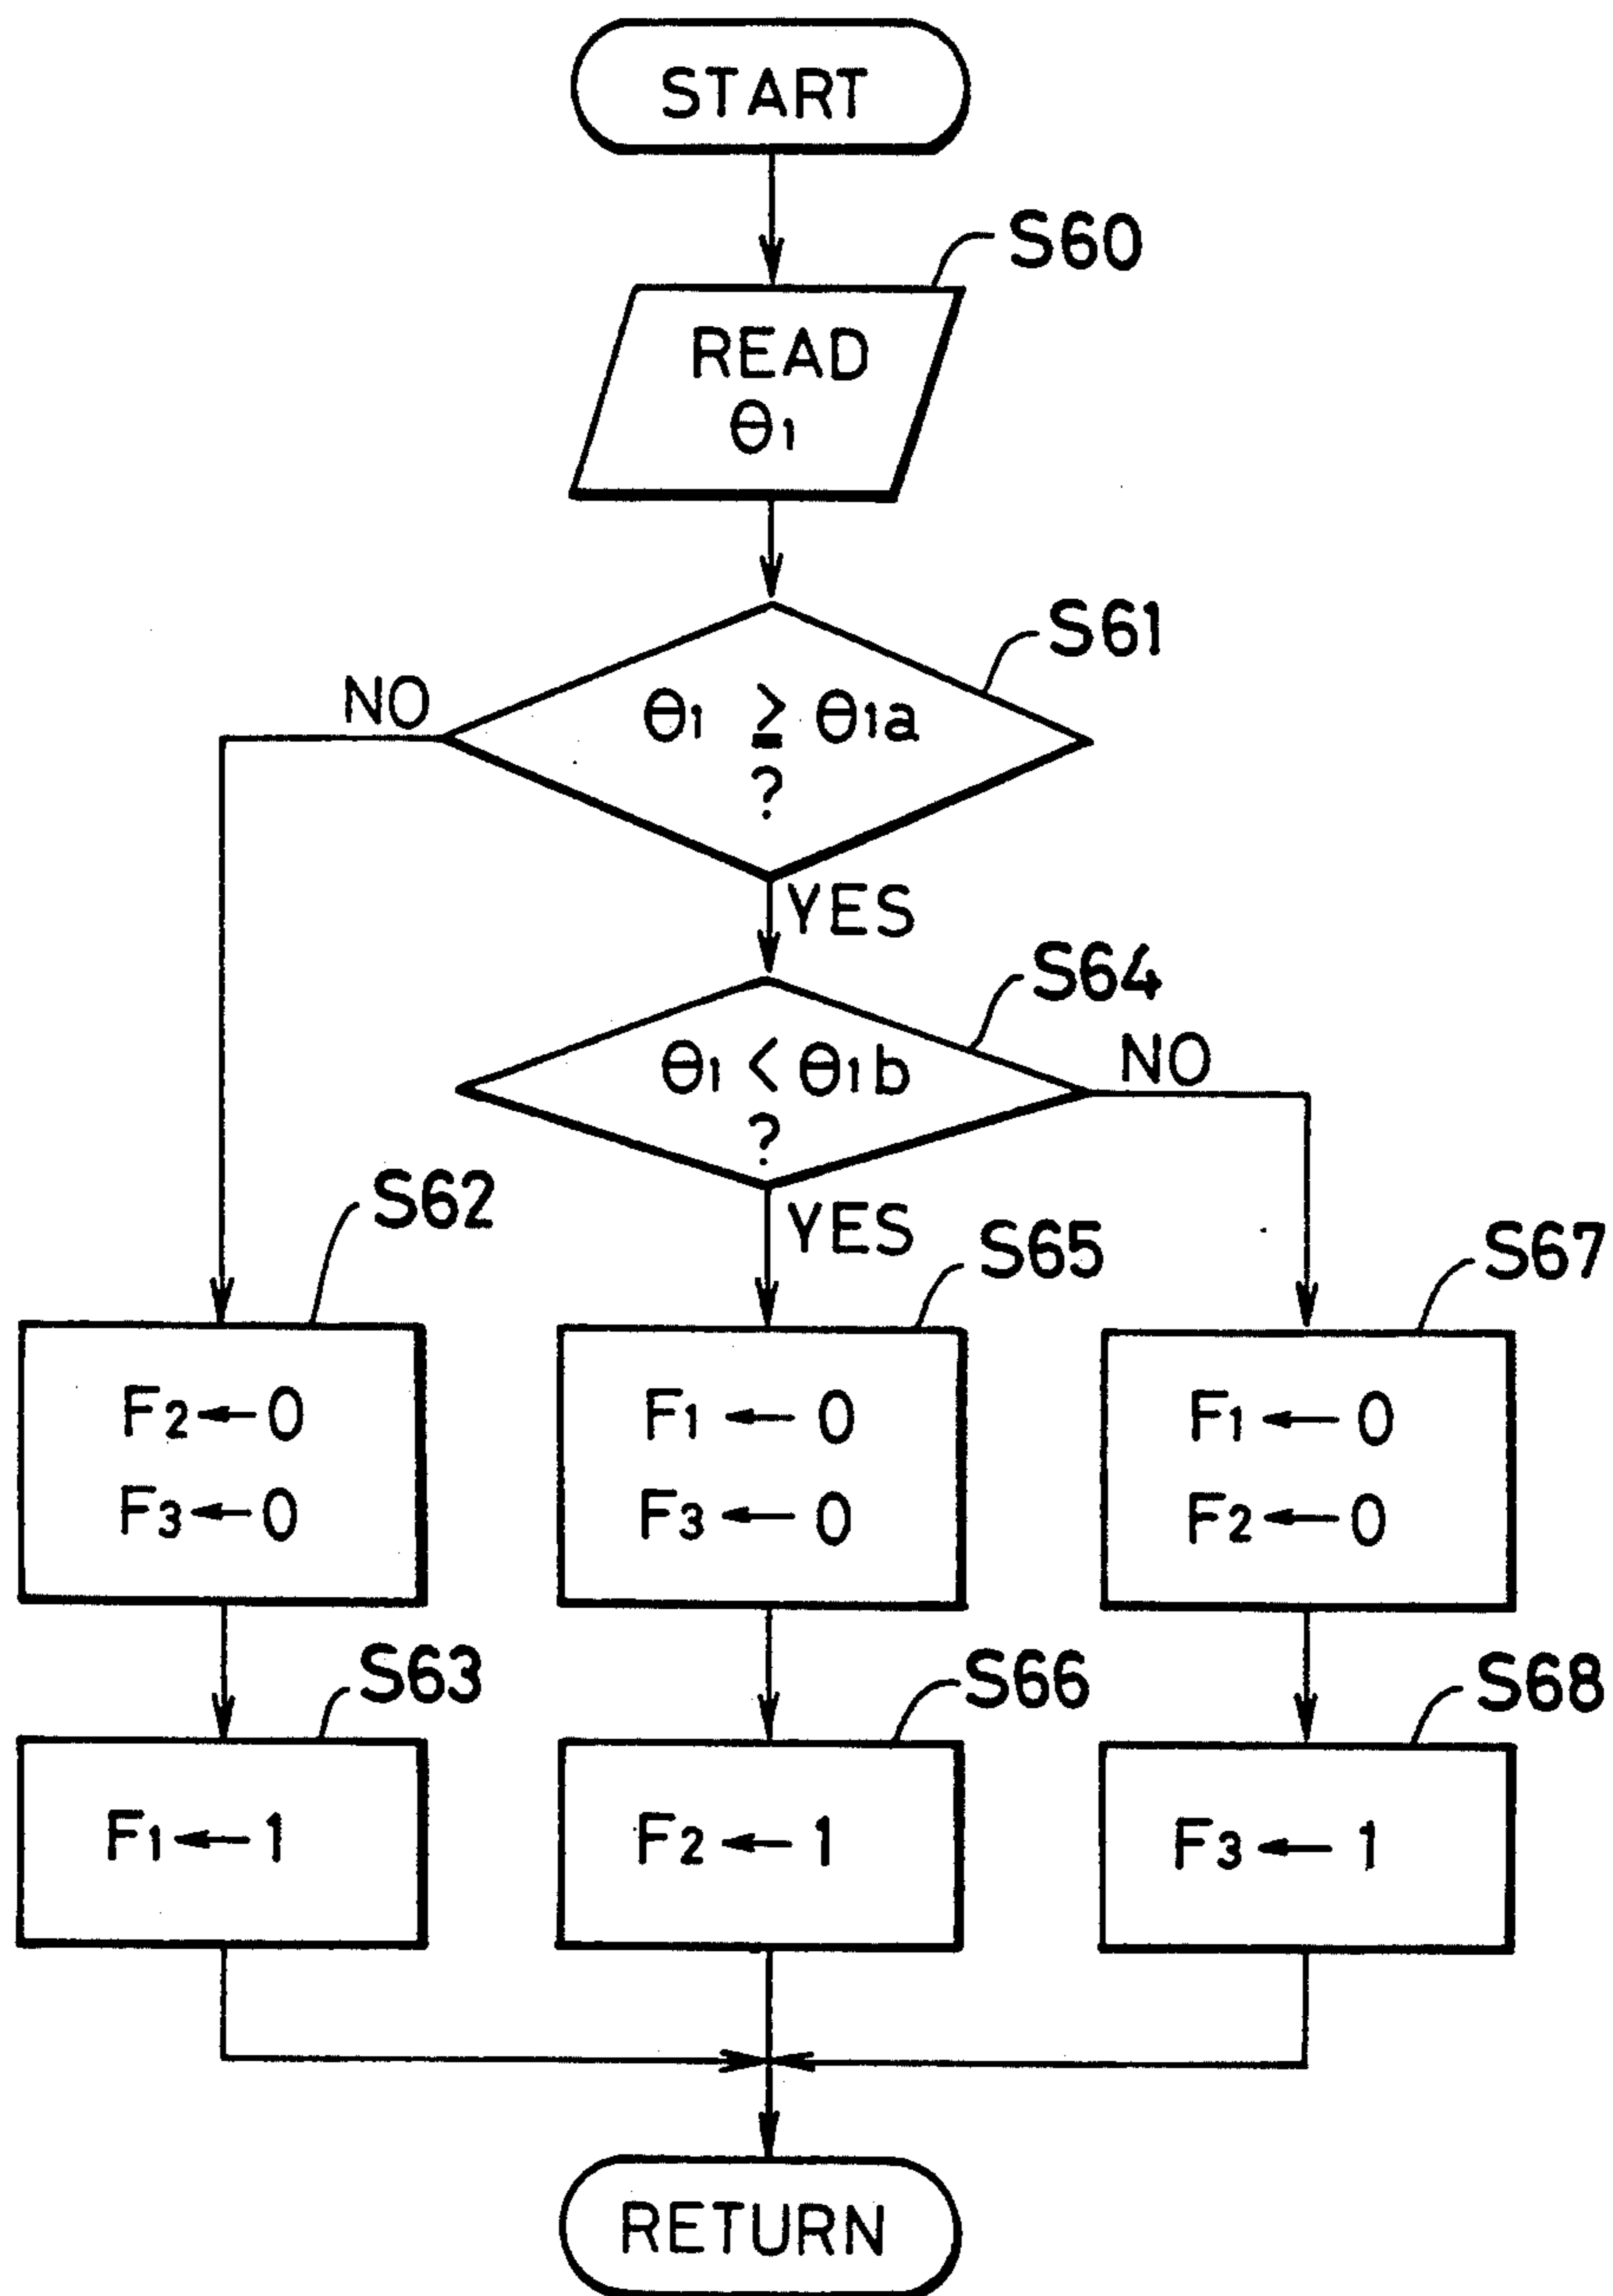 START
S60
READ
θ1
S61
θ1 ≧ θ1a
?
NO
YES
S64
θ1 < θ1b
?
NO
YES
S62
F2 ← 0
F3 ← 0
S65
F1 ← 0
F3 ← 0
S67
F1 ← 0
F2 ← 0
S63
F1 ← 1
S66
F2 ← 1
S68
F3 ← 1
RETURN